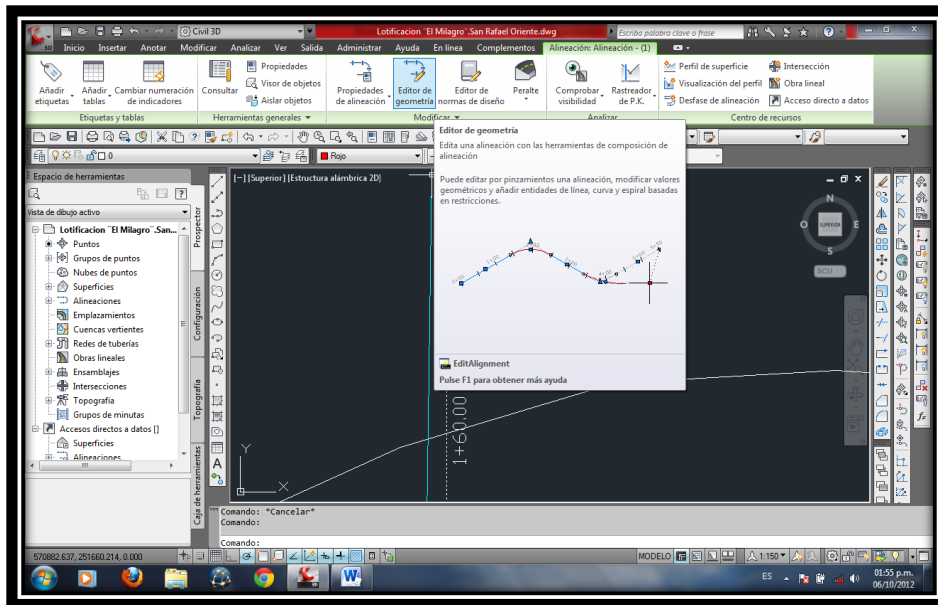 Civil 3D
Lotificacion ¨El Milagro¨.San Rafael Oriente.dwg
Escriba palabra clave o frase
3D
Inicio Insertar Anotar Modificar Analizar Ver Salida Administrar Ayuda En línea Complementos Alineación: Alineación - (1)
Añadir etiquetas
Añadir tablas
Cambiar numeración de indicadores
Consultar
Propiedades
Visor de objetos
Aislar objetos
Propiedades de alineación
Editor de geometría
Editor de normas de diseño
Peralte
Comprobar visibilidad
Rastreador de P.K.
Perfil de superficie
Visualización del perfil
Desfase de alineación
Intersección
Obra lineal
Acceso directo a datos
Etiquetas y tablas
Herramientas generales
Modificar
Analizar
Centro de recursos
0
Rojo
Editor de geometría
Edita una alineación con las herramientas de composición de
alineación
Puede editar por pinzamientos una alineación, modificar valores
geométricos y añadir entidades de línea, curva y espiral basadas
en restricciones.
EditAlignment
Pulse F1 para obtener más ayuda
Espacio de herramientas
Vista de dibujo activo
Lotificacion ¨El Milagro¨.San...
Puntos
Grupos de puntos
Nubes de puntos
Superficies
Alineaciones
Emplazamientos
Cuencas vertientes
Redes de tuberías
Obras lineales
Ensamblajes
Intersecciones
Topografía
Grupos de minutas
Accesos directos a datos []
Superficies
Alineaciones
Prospector
Configuración
Topografía
Caja de herramientas
[−][Superior][Estructura alámbrica 2D]
N
O
SUPERIOR
E
S
SCU
1+60.00
Y
X
Comando: *Cancelar*
Comando:
Comando:
570882.637, 251660.214, 0.000
MODELO
1:150
ES
01:55 p.m.
06/10/2012